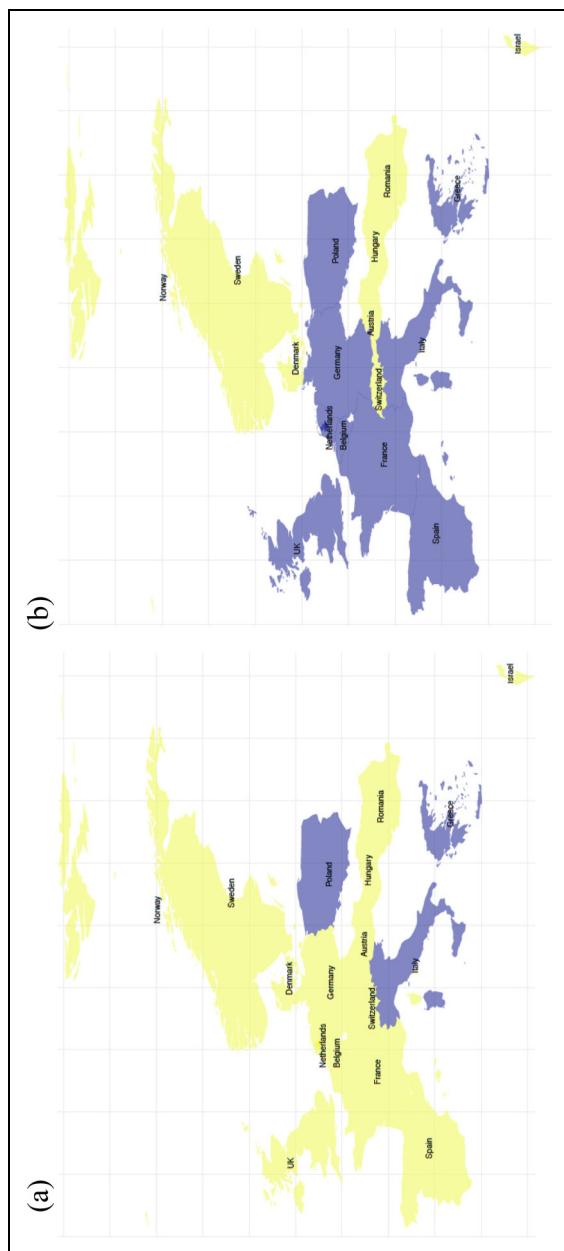 (a)
Norway
Sweden
Denmark
UK
Netherlands
Belgium
Germany
Poland
France
Switzerland
Austria
Hungary
Romania
Spain
Italy
Greece
Israel
(b)
Norway
Sweden
Denmark
UK
Netherlands
Belgium
Germany
Poland
France
Switzerland
Austria
Hungary
Romania
Spain
Italy
Greece
Israel